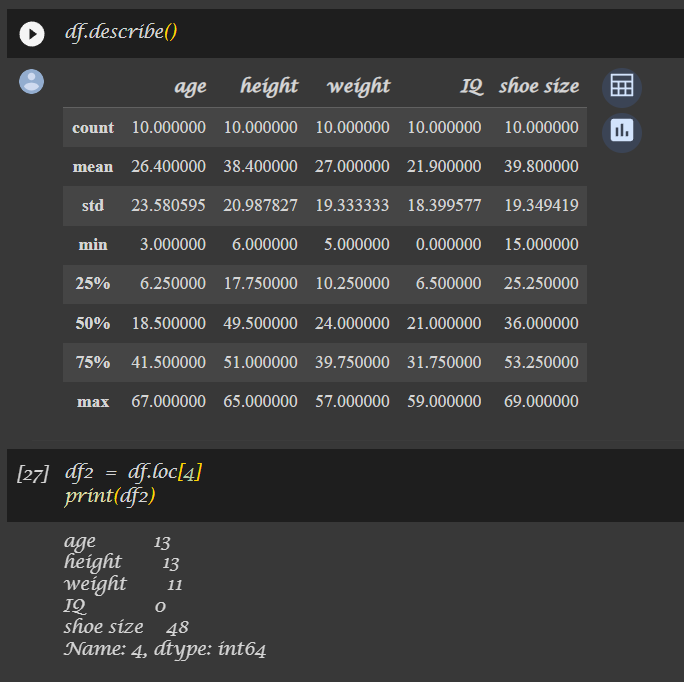 df.describe()
age height weight IQ shoe size
count 10.000000 10.000000 10.000000 10.000000 10.000000
mean 26.400000 38.400000 27.000000 21.900000 39.800000
std 23.580595 20.987827 19.333333 18.399577 19.349419
min 3.000000 6.000000 5.000000 0.000000 15.000000
25% 6.250000 17.750000 10.250000 6.500000 25.250000
50% 18.500000 49.500000 24.000000 21.000000 36.000000
75% 41.500000 51.000000 39.750000 31.750000 53.250000
max 67.000000 65.000000 57.000000 59.000000 69.000000
[27] df2 = df.loc[4]
print(df2)
age 13
height 13
weight 11
IQ 0
shoe size 48
Name: 4, dtype: int64